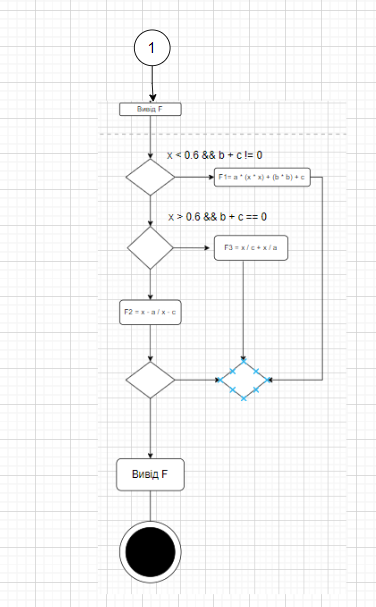 1
Вивід F
x < 0.6 && b + c != 0
F1= a * (x * x) + (b * b) + c
x > 0.6 && b + c == 0
F3 = x / c + x / a
F2 = x - a / x - c
Вивід F